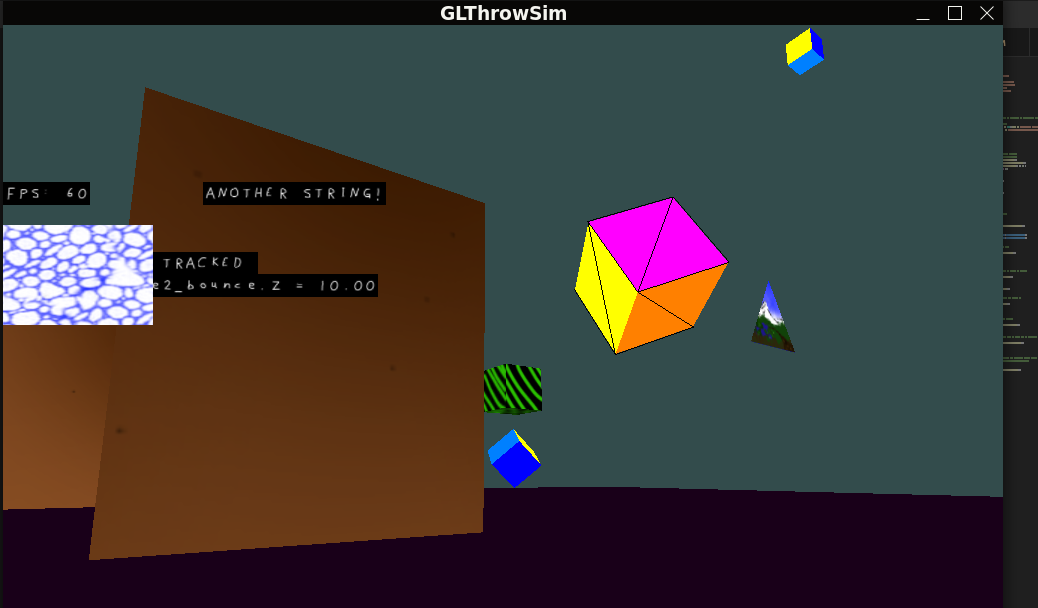 GLThrowSim
FPS: 60
ANOTHER STRING!
TRACKED
e2_bounce.Z = 10.00